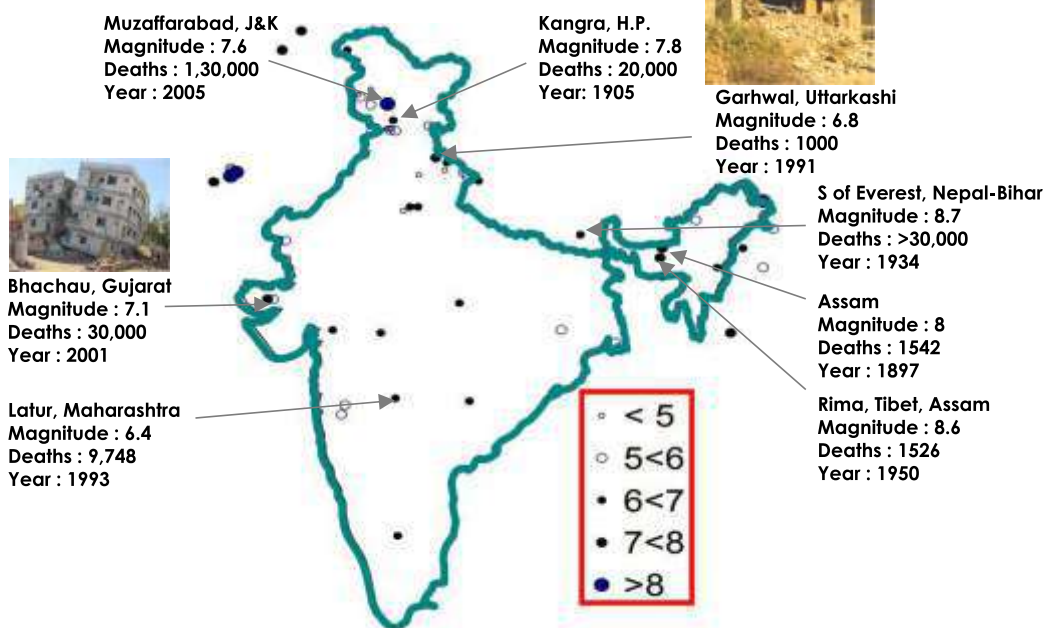 Muzaffarabad, J&K
Magnitude : 7.6
Deaths : 1,30,000
Year : 2005
Kangra, H.P.
Magnitude : 7.8
Deaths : 20,000
Year: 1905
Garhwal, Uttarkashi
Magnitude : 6.8
Deaths : 1000
Year : 1991
S of Everest, Nepal-Bihar
Magnitude : 8.7
Deaths : >30,000
Year : 1934
Bhachau, Gujarat
Magnitude : 7.1
Deaths : 30,000
Year : 2001
Assam
Magnitude : 8
Deaths : 1542
Year : 1897
Latur, Maharashtra
Magnitude : 6.4
Deaths : 9,748
Year : 1993
Rima, Tibet, Assam
Magnitude : 8.6
Deaths : 1526
Year : 1950
< 5
5<6
6<7
7<8
>8